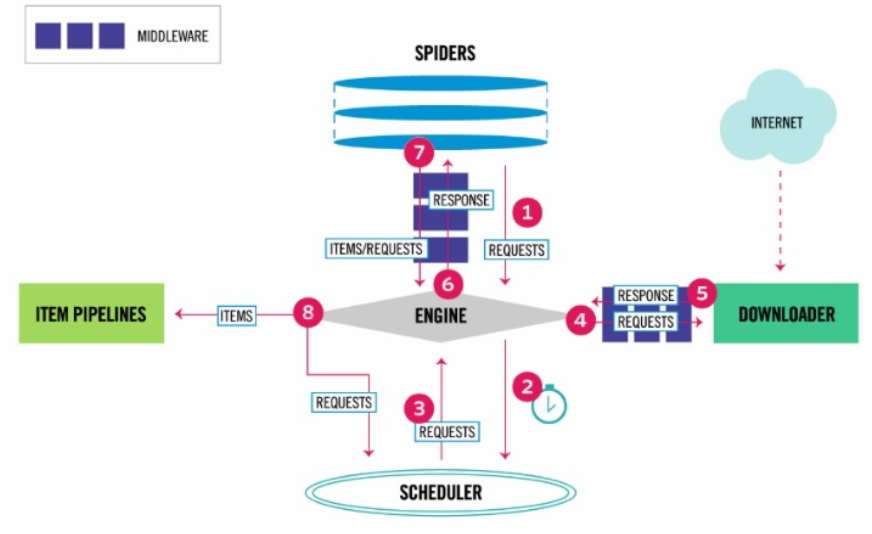 MIDDLEWARE
SPIDERS
INTERNET
7
RESPONSE
1
ITEMS/REQUESTS
REQUESTS
6
RESPONSE
5
ITEM PIPELINES
ITEMS
8
ENGINE
4
REQUESTS
DOWNLOADER
2
REQUESTS
3
REQUESTS
SCHEDULER